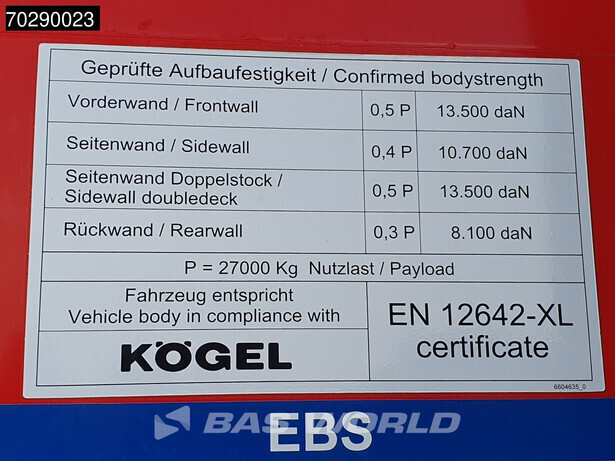 70290023
Geprüfte Aufbaufestigkeit / Confirmed bodystrength
Vorderwand / Frontwall 0,5 P 13.500 daN
Seitenwand / Sidewall 0,4 P 10.700 daN
Seitenwand Doppelstock /
Sidewall doubledeck 0,5 P 13.500 daN
Rückwand / Rearwall 0,3 P 8.100 daN
P = 27000 Kg Nutzlast / Payload
Fahrzeug entspricht
Vehicle body in compliance with
KÖGEL
EN 12642-XL
certificate
6604635_0
BAS WORLD
EBS